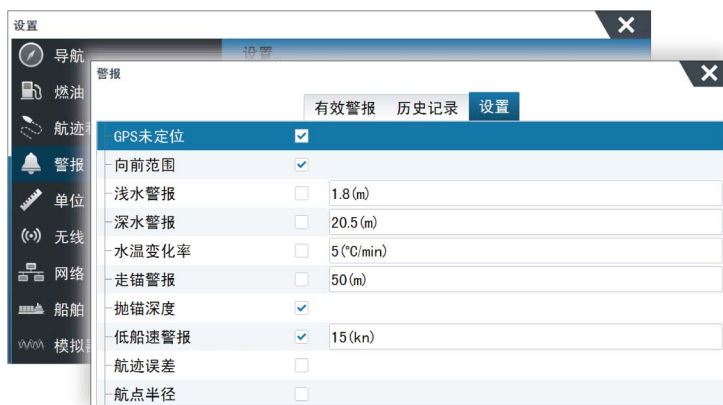 设置
导航
设置...
燃油
航迹
警报
单位
无线
网络
船舶
模拟器
警报
有效警报 历史记录 设置
GPS未定位
向前范围
浅水警报 1.8(m)
深水警报 20.5(m)
水温变化率 5(°C/min)
走锚警报 50(m)
抛锚深度
低船速警报 15(kn)
航迹误差
航点半径